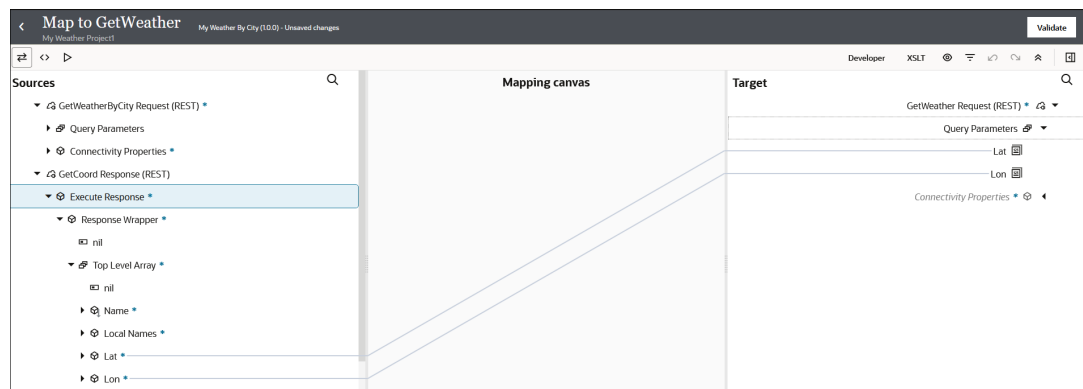 Map to GetWeather
My Weather By City (1.0.0) - Unsaved changes
My Weather Project1
Validate
Developer XSLT
Sources
Mapping canvas
Target
GetWeatherByCity Request (REST) *
GetWeather Request (REST) *
Query Parameters
Query Parameters
Connectivity Properties *
Lat
GetCoord Response (REST)
Lon
Execute Response *
Connectivity Properties *
Response Wrapper *
nil
Top Level Array *
nil
Name *
Local Names *
Lat *
Lon *